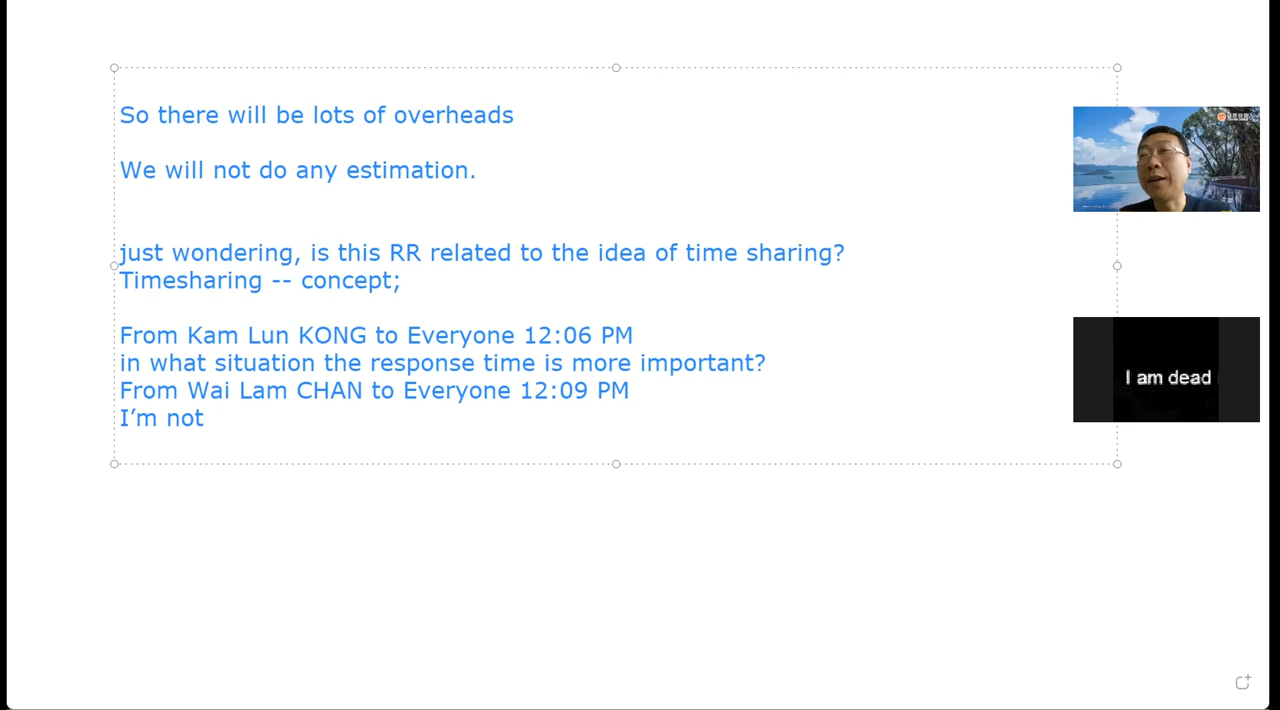 So there will be lots of overheads
We will not do any estimation.
just wondering, is this RR related to the idea of time sharing?
Timesharing -- concept;
From Kam Lun KONG to Everyone 12:06 PM
in what situation the response time is more important?
From Wai Lam CHAN to Everyone 12:09 PM
I’m not
I am dead